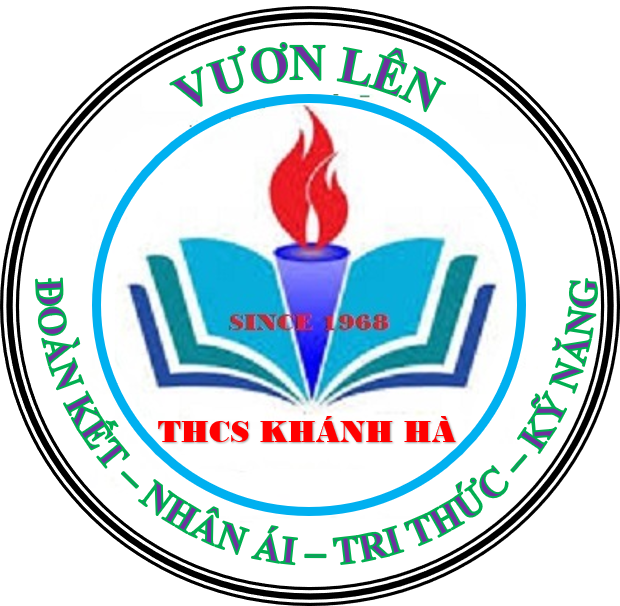 VƯƠN LÊN
SINCE 1968
THCS KHÁNH HÀ
ĐOÀN KẾT – NHÂN ÁI – TRI THỨC – KỸ NĂNG